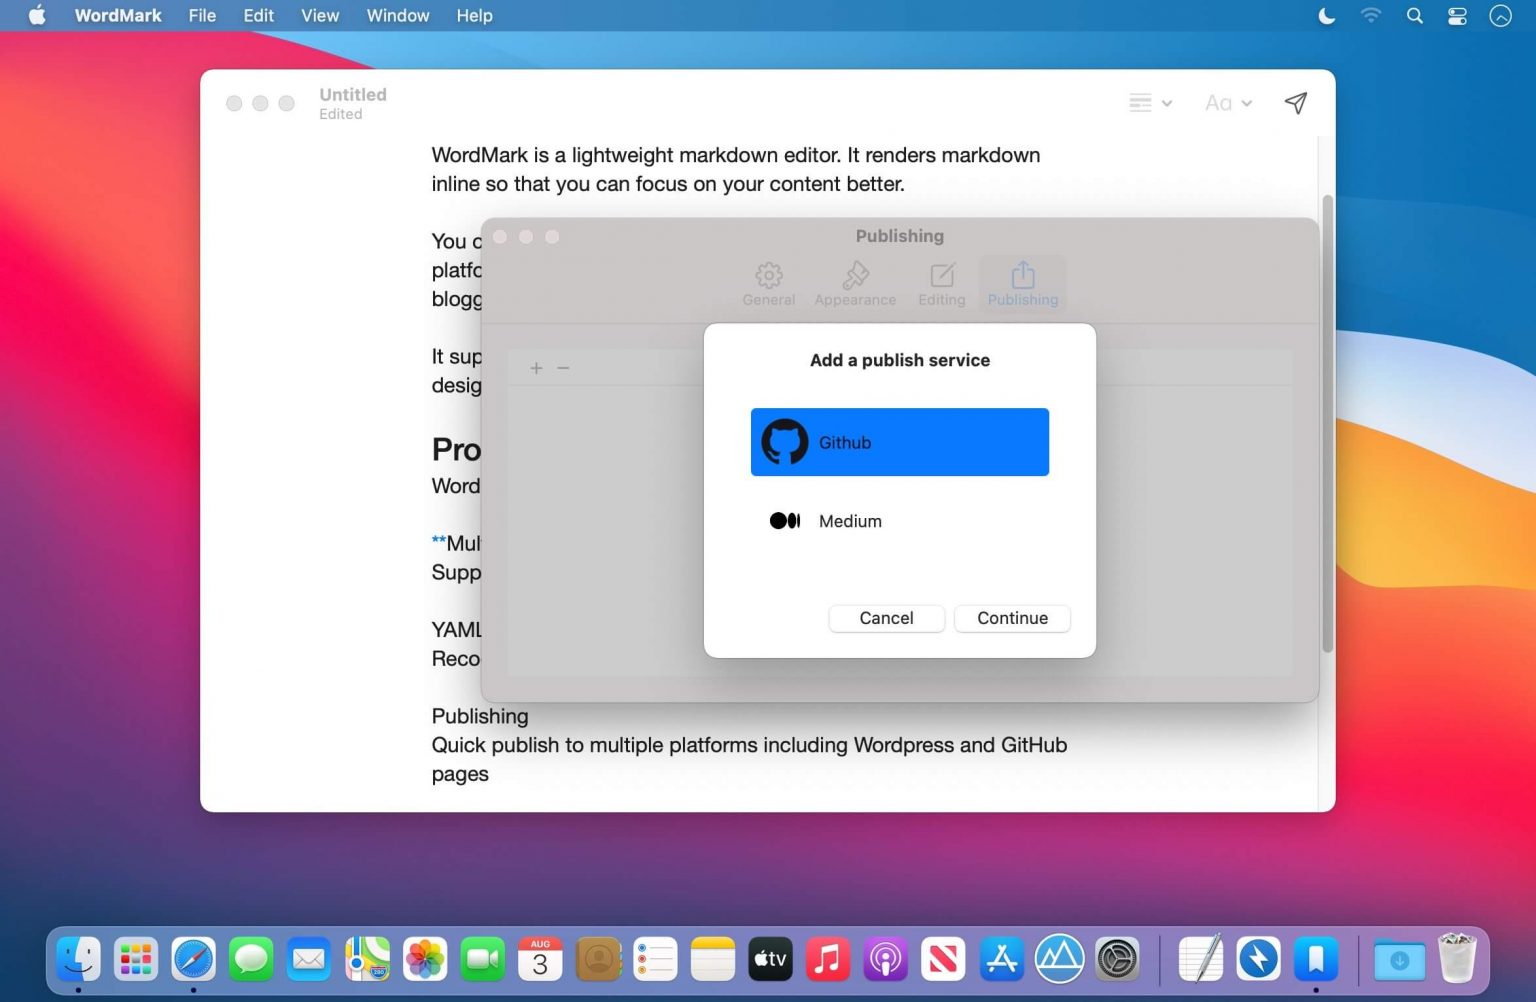 WordMark File Edit View Window Help
Untitled
Edited
Aa
WordMark is a lightweight markdown editor. It renders markdown
inline so that you can focus on your content better.
You
platfo
blogg
It sup
desig
Pro
Word
**Mul
Supp
YAML
Reco
Publishing
Quick publish to multiple platforms including Wordpress and GitHub
pages
Publishing
General Appearance Editing Publishing
+ −
Add a publish service
Github
Medium
Cancel Continue
AUG
3
280
tv